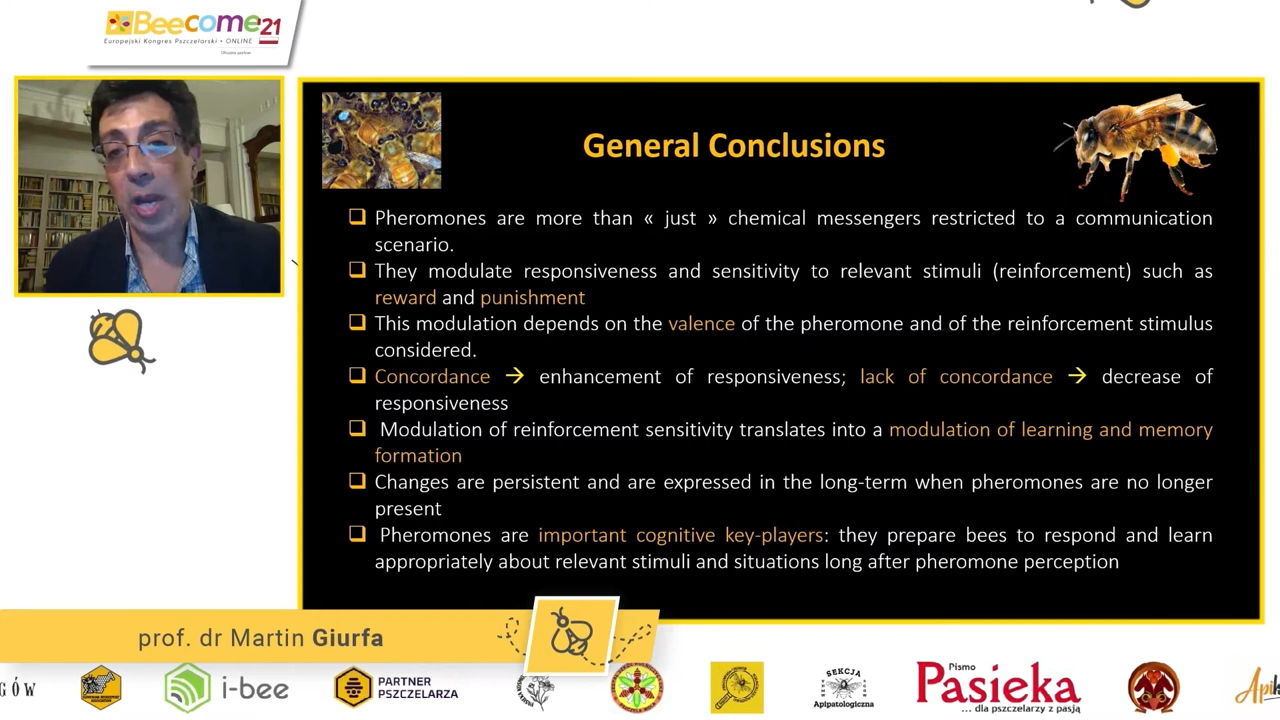 Beecome'21
Europejski Kongres Pszczelarski • ONLINE
General Conclusions
Pheromones are more than « just » chemical messengers restricted to a communication
scenario.
They modulate responsiveness and sensitivity to relevant stimuli (reinforcement) such as
reward and punishment
This modulation depends on the valence of the pheromone and of the reinforcement stimulus
considered.
Concordance → enhancement of responsiveness; lack of concordance → decrease of
responsiveness
Modulation of reinforcement sensitivity translates into a modulation of learning and memory
formation
Changes are persistent and are expressed in the long-term when pheromones are no longer
present
Pheromones are important cognitive key-players: they prepare bees to respond and learn
appropriately about relevant stimuli and situations long after pheromone perception
prof. dr Martin Giurfa
GÓW
i-bee
PARTNER
PSZCZELARZA
SEKCJA
Apipatologiczna
Pismo
Pasieka
... dla pszczelarzy z pasją